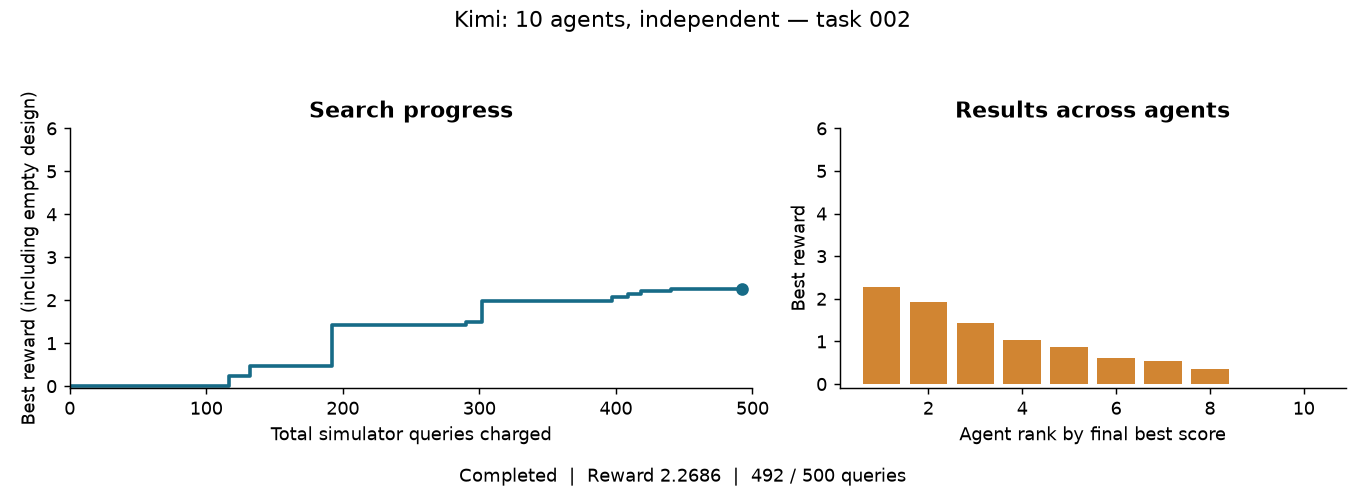 Kimi: 10 agents, independent — task 002
Search progress
Best reward (including empty design)
6
5
4
3
2
1
0
0 100 200 300 400 500
Total simulator queries charged
Results across agents
Best reward
6
5
4
3
2
1
0
2 4 6 8 10
Agent rank by final best score
Completed | Reward 2.2686 | 492 / 500 queries